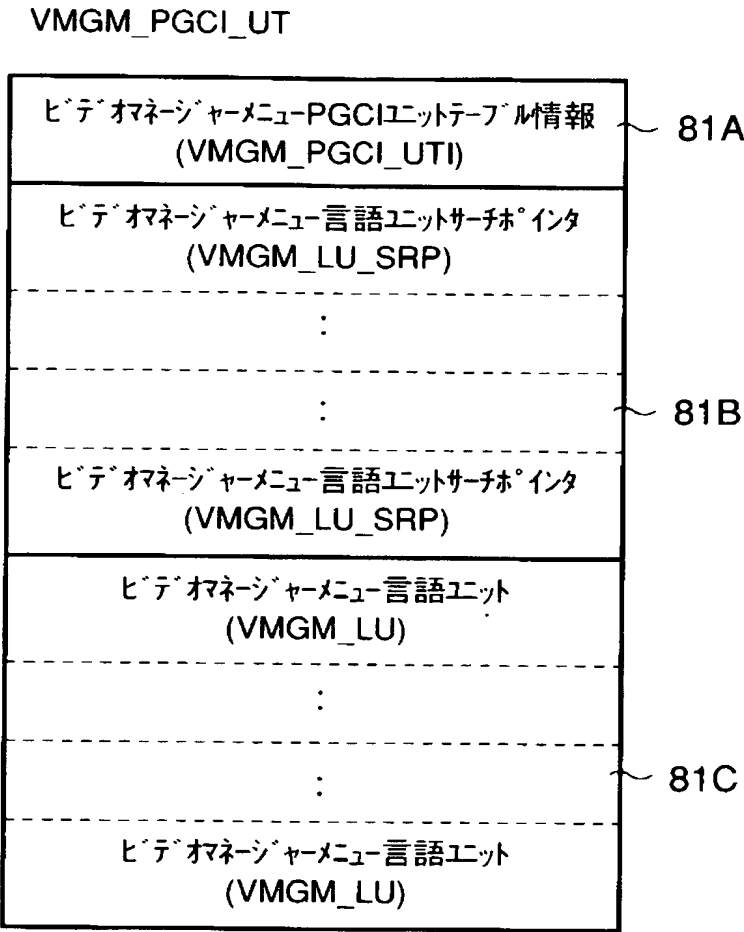 VMGM_PGCI_UT
ビデオマネージャーメニューPGCIユニットテーブル情報
(VMGM_PGCI_UTI)
81A
ビデオマネージャーメニュー言語ユニットサーチポインタ
(VMGM_LU_SRP)
:
:
81B
ビデオマネージャーメニュー言語ユニットサーチポインタ
(VMGM_LU_SRP)
ビデオマネージャーメニュー言語ユニット
(VMGM_LU)
:
:
81C
ビデオマネージャーメニュー言語ユニット
(VMGM_LU)